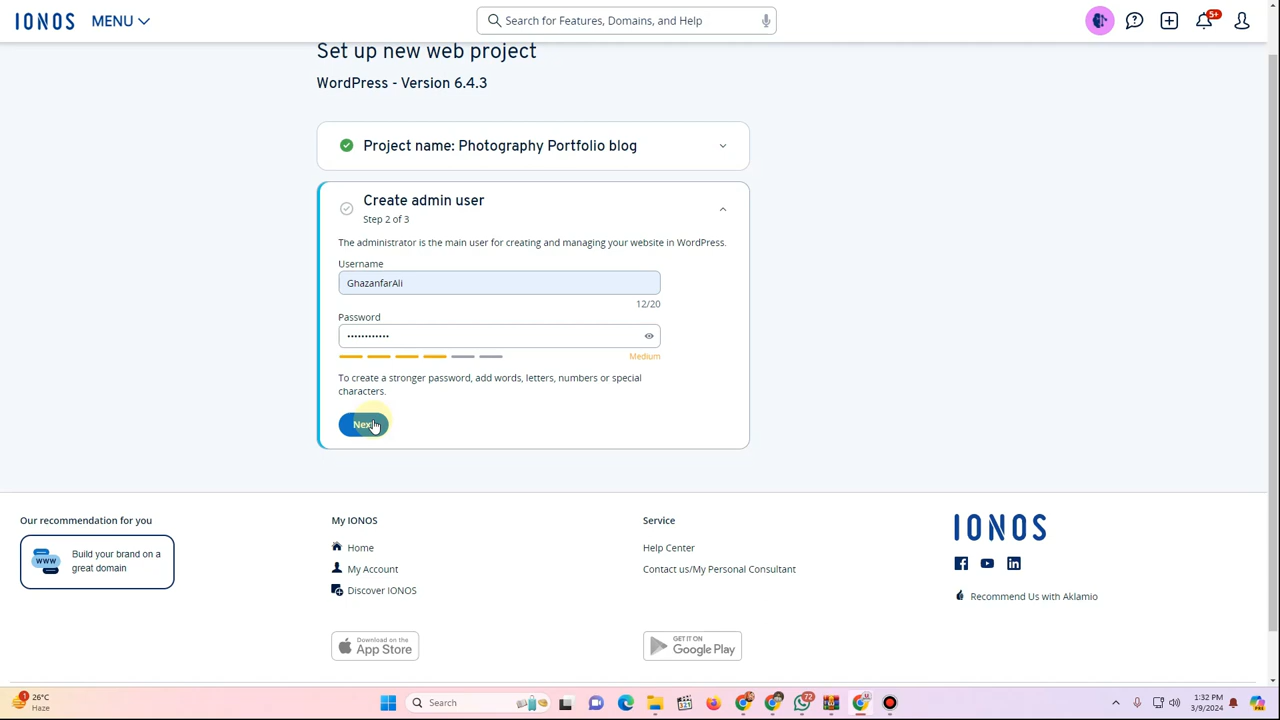 IONOS MENU Search for Features, Domains, and Help 5+
Set up new web project
WordPress - Version 6.4.3
Project name: Photography Portfolio blog
Create admin user
Step 2 of 3
The administrator is the main user for creating and managing your website in WordPress.
Username
GhazanfarAli
12/20
Password
••••••••••••
Medium
To create a stronger password, add words, letters, numbers or special
characters.
Next
Our recommendation for you
www
Build your brand on a
great domain
My IONOS
Home
My Account
Discover IONOS
Service
Help Center
Contact us/My Personal Consultant
IONOS
Recommend Us with Aklamio
Download on the
App Store
GET IT ON
Google Play
1
26°C
Haze
Search
72
1:32 PM
3/9/2024